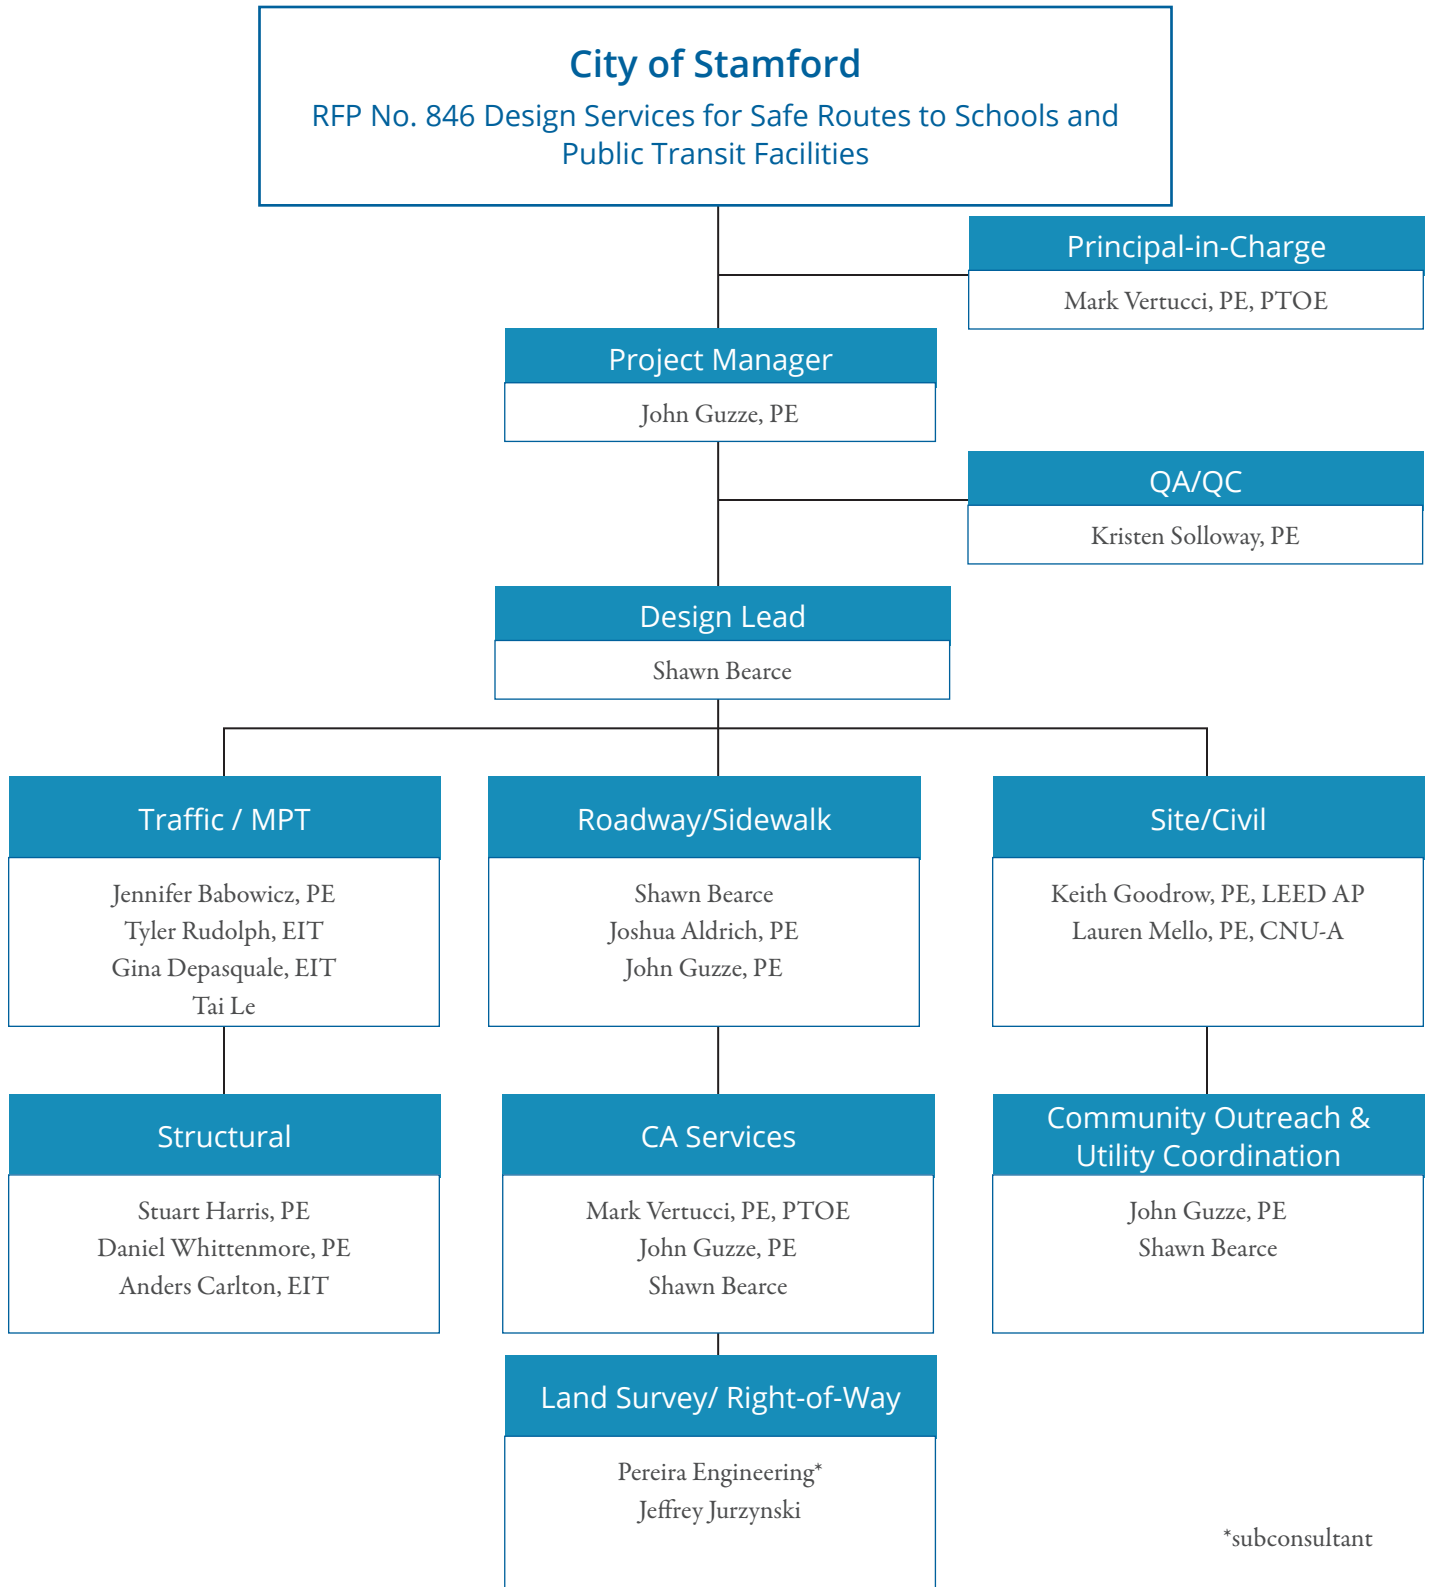 City of Stamford
RFP No. 846 Design Services for Safe Routes to Schools and
Public Transit Facilities
Principal-in-Charge
Mark Vertucci, PE, PTOE
Project Manager
John Guzze, PE
QA/QC
Kristen Solloway, PE
Design Lead
Shawn Bearce
Traffic / MPT
Jennifer Babowicz, PE
Tyler Rudolph, EIT
Gina Depasquale, EIT
Tai Le
Roadway/Sidewalk
Shawn Bearce
Joshua Aldrich, PE
John Guzze, PE
Site/Civil
Keith Goodrow, PE, LEED AP
Lauren Mello, PE, CNU-A
Structural
Stuart Harris, PE
Daniel Whittenmore, PE
Anders Carlton, EIT
CA Services
Mark Vertucci, PE, PTOE
John Guzze, PE
Shawn Bearce
Community Outreach &
Utility Coordination
John Guzze, PE
Shawn Bearce
Land Survey/ Right-of-Way
Pereira Engineering*
Jeffrey Jurzynski
*subconsultant